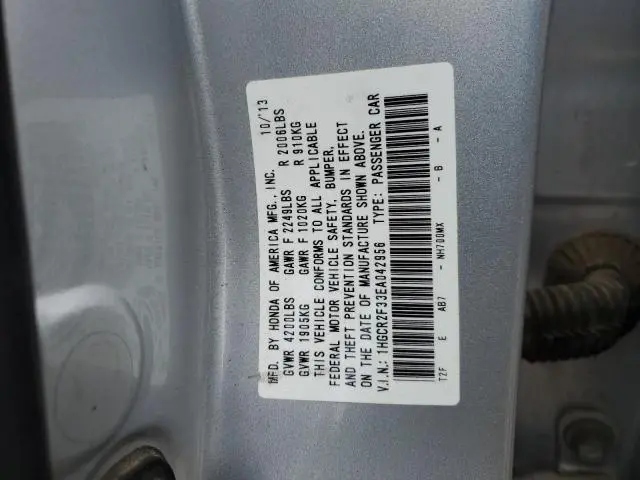 MFD. BY HONDA OF AMERICA MFG., INC. 10/13
GVWR 4200LBS GAWR F 2249LBS R 2006LBS
GVWR 1905KG GAWR F 1020KG R 910KG
THIS VEHICLE CONFORMS TO ALL APPLICABLE
FEDERAL MOTOR VEHICLE SAFETY, BUMPER,
AND THEFT PREVENTION STANDARDS IN EFFECT
ON THE DATE OF MANUFACTURE SHOWN ABOVE.
V.I.N.: 1HGCR2F33EA042956 TYPE: PASSENGER CAR
T2F E AB7 - NH700MX - B - A